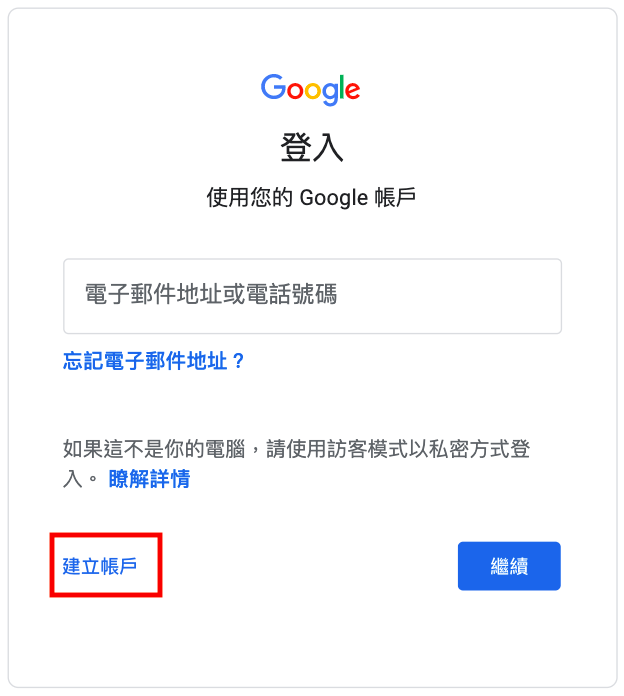 Google
登入
使用您的 Google 帳戶
電子郵件地址或電話號碼
忘記電子郵件地址？
如果這不是你的電腦，請使用訪客模式以私密方式登
入。 瞭解詳情
建立帳戶
繼續